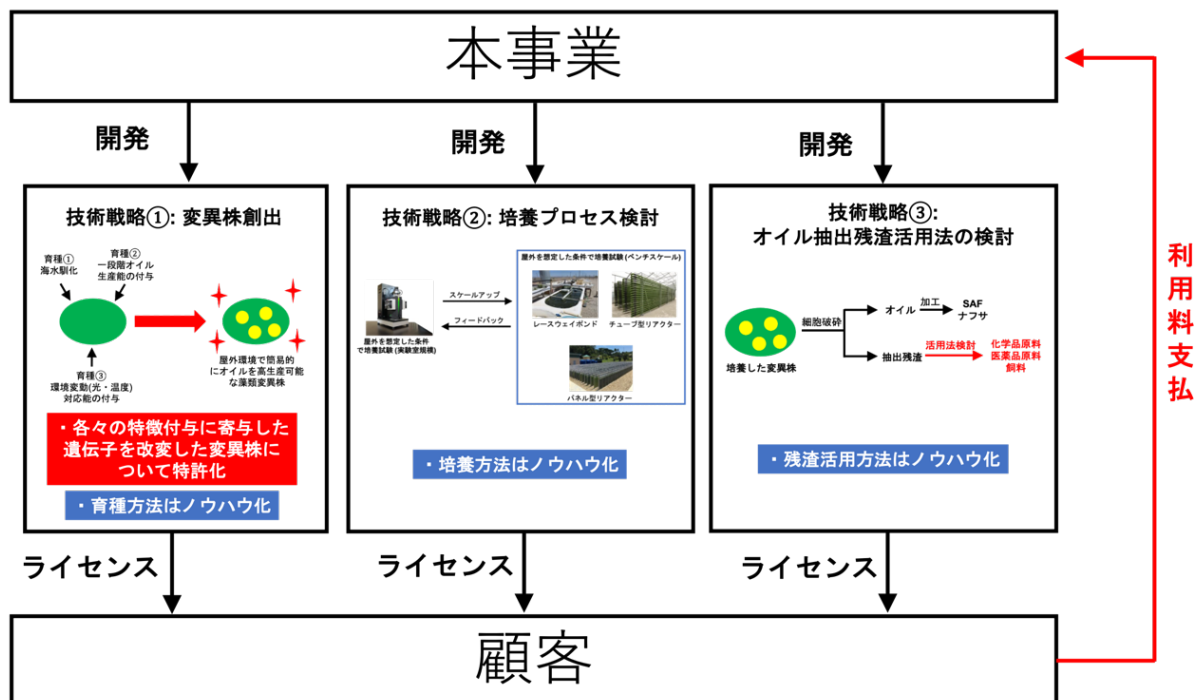 本事業
開発
開発
開発
技術戦略①: 変異株創出
育種①
海水馴化
育種②
一段階オイル
生産能の付与
育種③
環境変動(光・温度)
対応能の付与
屋外環境で簡易的
にオイルを高生産可能
な藻類変異株
・各々の特徴付与に寄与した
遺伝子を改変した変異株に
ついて特許化
・育種方法はノウハウ化
技術戦略②: 培養プロセス検討
屋外を想定した条件で培養試験(ベンチスケール)
スケールアップ
フィードバック
屋外を想定した条件
で培養試験(実験室規模)
レースウェイポンド
チューブ型リアクター
パネル型リアクター
・培養方法はノウハウ化
技術戦略③:
オイル抽出残渣活用法の検討
培養した変異株
細胞破砕
オイル
加工
SAF
ナフサ
抽出残渣
活用法検討
化学品原料
医薬品原料
飼料
・残渣活用方法はノウハウ化
利用料支払
ライセンス
ライセンス
ライセンス
顧客